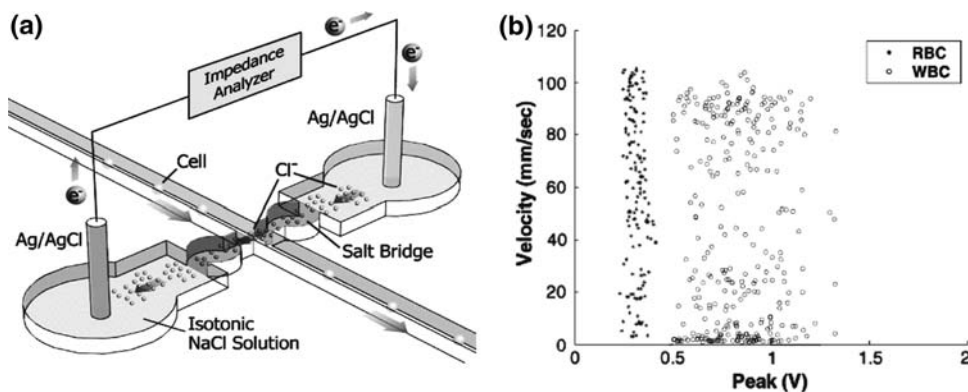 (a)
e⁻
e⁻
Impedance
Analyzer
Ag/AgCl
Cell
Cl⁻
e⁻
Ag/AgCl
Salt Bridge
Isotonic
NaCl Solution
(b)
120
100
80
60
40
20
0
Velocity (mm/sec)
0
0.5
1
1.5
2
Peak (V)
RBC
WBC